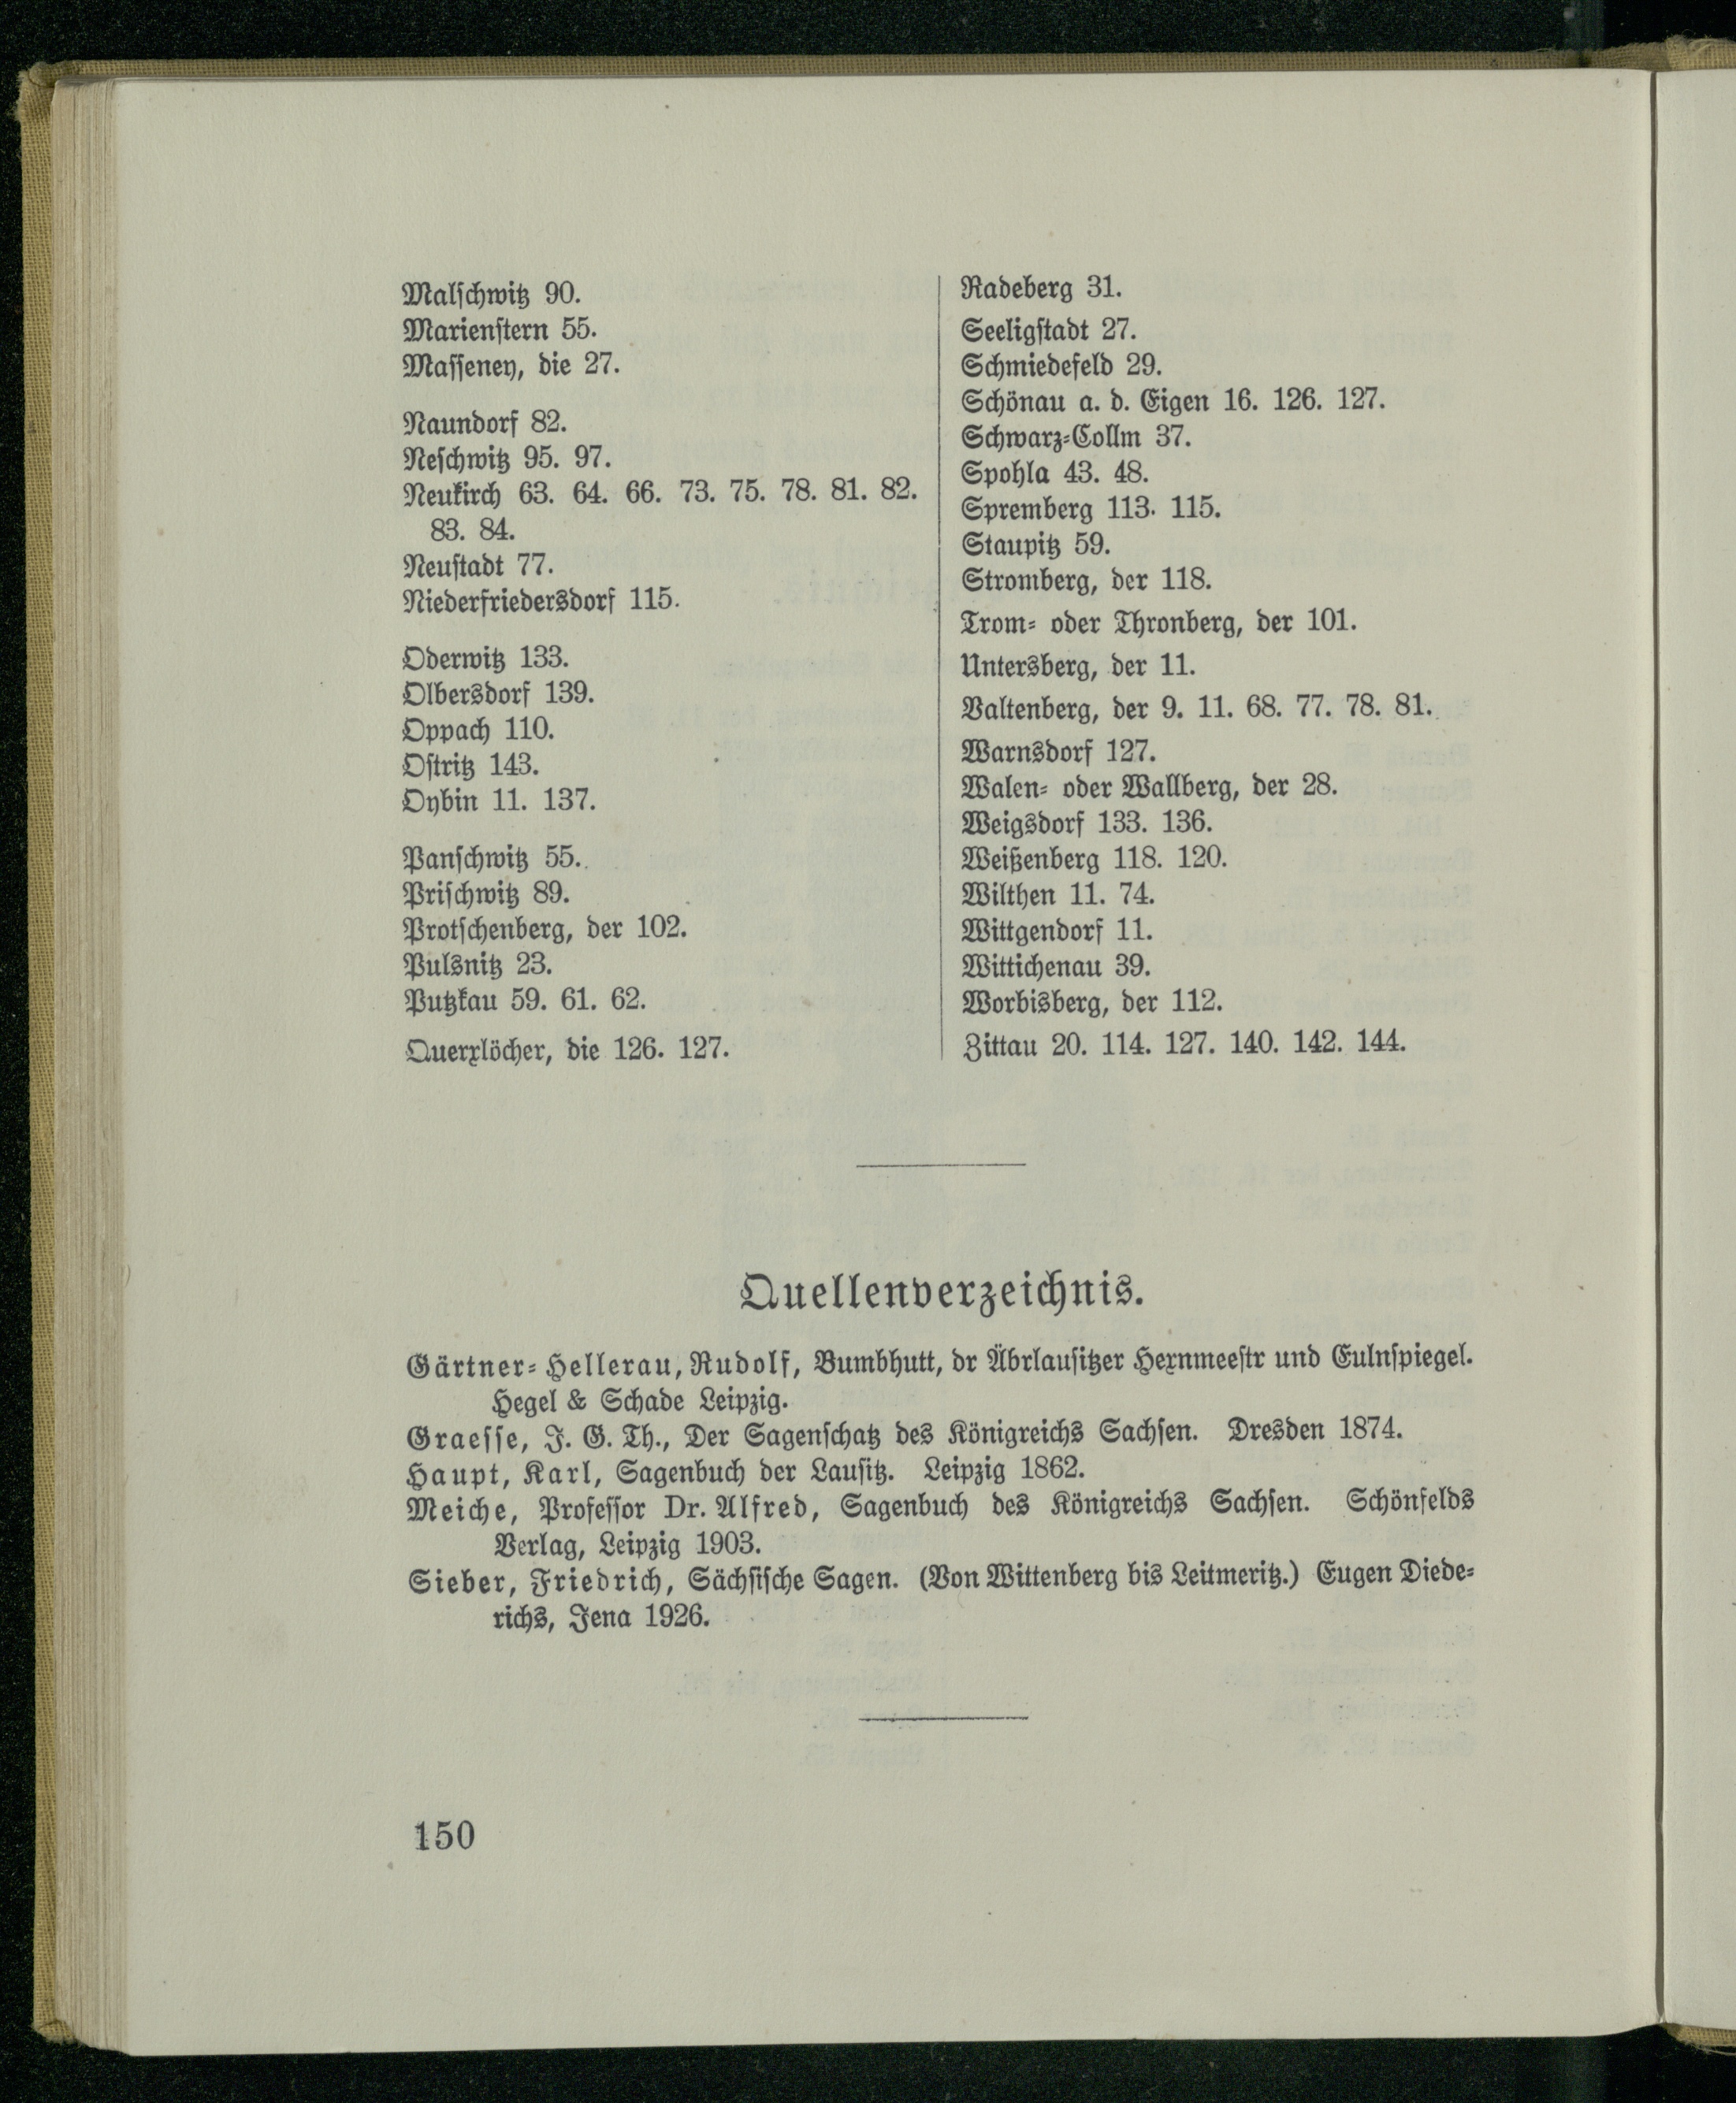 Malschwitz 90.
Marienstern 55.
Masseney, die 27.
Naundorf 82.
Neschwitz 95. 97.
Neukirch 63. 64. 66. 73. 75. 78. 81. 82.
83. 84.
Neustadt 77.
Niederfriedersdorf 115.
Oderwitz 133.
Olbersdorf 139.
Oppach 110.
Ostritz 143.
Oybin 11. 137.
Panschwitz 55.
Prischwitz 89.
Protschenberg, der 102.
Pulsnitz 23.
Putzkau 59. 61. 62.
Querxlöcher, die 126. 127.
Radeberg 31.
Seeligstadt 27.
Schmiedefeld 29.
Schönau a. d. Eigen 16. 126. 127.
Schwarz-Collm 37.
Spohla 43. 48.
Spremberg 113. 115.
Staupitz 59.
Stromberg, der 118.
Trom- oder Thronberg, der 101.
Untersberg, der 11.
Valtenberg, der 9. 11. 68. 77. 78. 81.
Warnsdorf 127.
Walen- oder Wallberg, der 28.
Weigsdorf 133. 136.
Weißenberg 118. 120.
Wilthen 11. 74.
Wittgendorf 11.
Wittichenau 39.
Worbisberg, der 112.
Zittau 20. 114. 127. 140. 142. 144.
Quellenverzeichnis.
Gärtner-Hellerau, Rudolf, Bumbhutt, dr Äbrlausitzer Hexnmeestr und Eulnspiegel.
Hegel & Schade Leipzig.
Graesse, J. G. Th., Der Sagenschatz des Königreichs Sachsen. Dresden 1874.
Haupt, Karl, Sagenbuch der Lausitz. Leipzig 1862.
Meiche, Professor Dr. Alfred, Sagenbuch des Königreichs Sachsen. Schönfelds
Verlag, Leipzig 1903.
Sieber, Friedrich, Sächsische Sagen. (Von Wittenberg bis Leitmeritz.) Eugen Diede-
richs, Jena 1926.
150